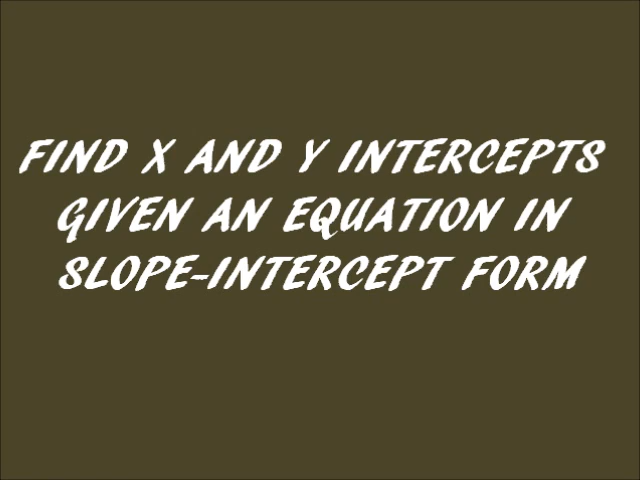 FIND X AND Y INTERCEPTS
GIVEN AN EQUATION IN
SLOPE-INTERCEPT FORM